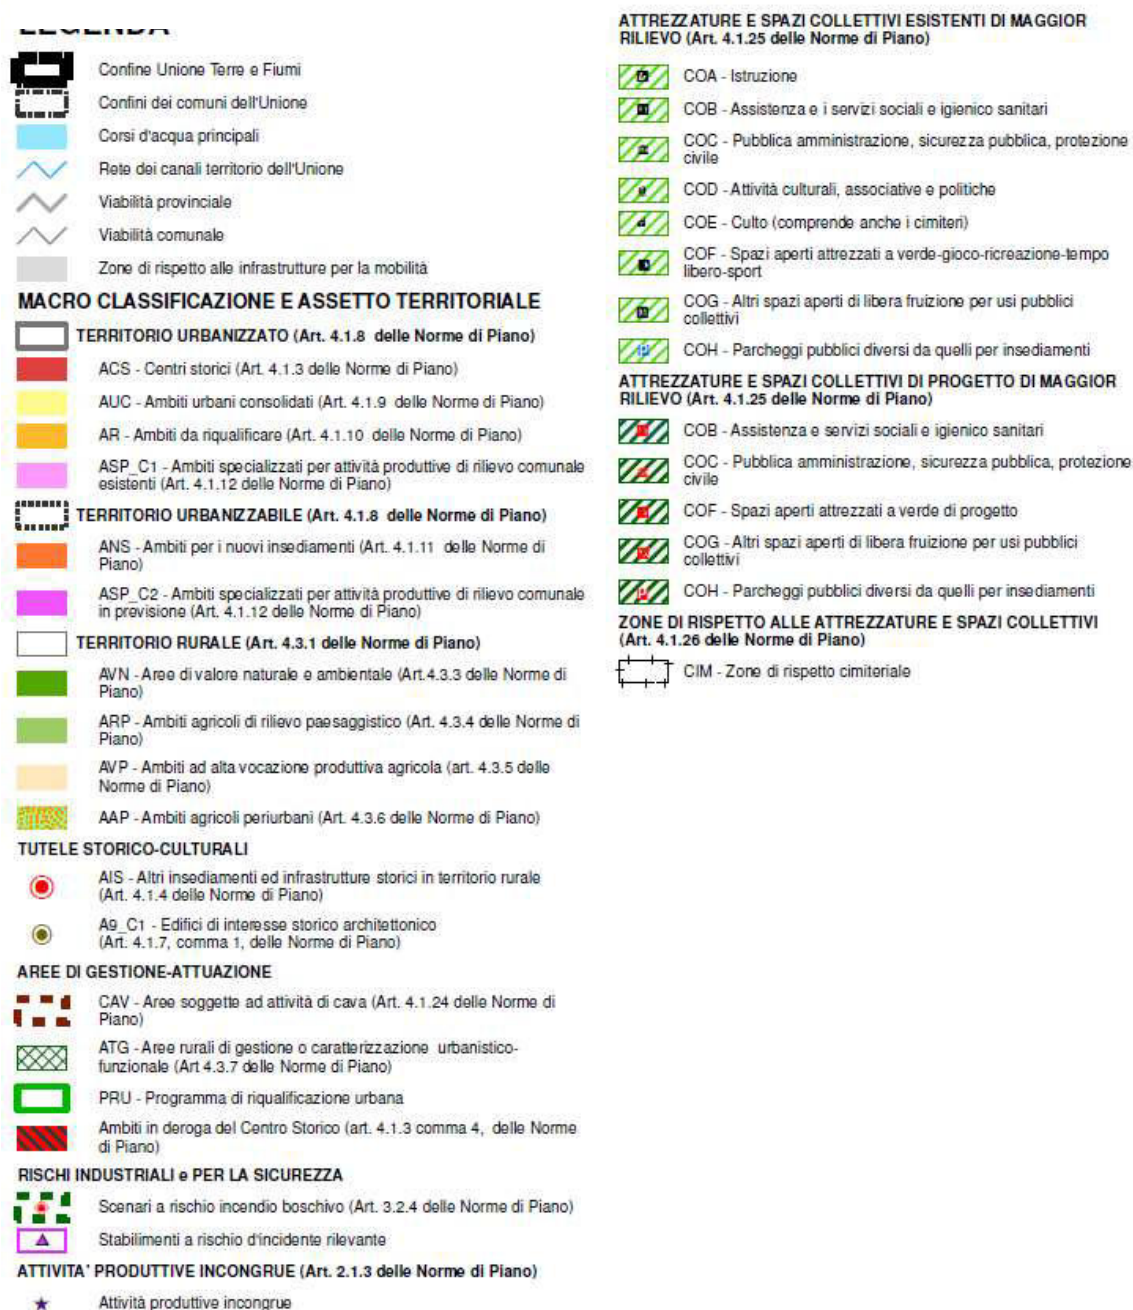 LEGENDA
Confine Unione Terre e Fiumi
Confini dei comuni dell'Unione
Corsi d'acqua principali
Rete dei canali territorio dell'Unione
Viabilità provinciale
Viabilità comunale
Zone di rispetto alle infrastrutture per la mobilità
MACRO CLASSIFICAZIONE E ASSETTO TERRITORIALE
TERRITORIO URBANIZZATO (Art. 4.1.8 delle Norme di Piano)
ACS - Centri storici (Art. 4.1.3 delle Norme di Piano)
AUC - Ambiti urbani consolidati (Art. 4.1.9 delle Norme di Piano)
AR - Ambiti da riqualificare (Art. 4.1.10 delle Norme di Piano)
ASP_C1 - Ambiti specializzati per attività produttive di rilievo comunale
esistenti (Art. 4.1.12 delle Norme di Piano)
TERRITORIO URBANIZZABILE (Art. 4.1.8 delle Norme di Piano)
ANS - Ambiti per i nuovi insediamenti (Art. 4.1.11 delle Norme di
Piano)
ASP_C2 - Ambiti specializzati per attività produttive di rilievo comunale
in previsione (Art. 4.1.12 delle Norme di Piano)
TERRITORIO RURALE (Art. 4.3.1 delle Norme di Piano)
AVN - Aree di valore naturale e ambientale (Art.4.3.3 delle Norme di
Piano)
ARP - Ambiti agricoli di rilievo paesaggistico (Art. 4.3.4 delle Norme di
Piano)
AVP - Ambiti ad alta vocazione produttiva agricola (art. 4.3.5 delle
Norme di Piano)
AAP - Ambiti agricoli periurbani (Art. 4.3.6 delle Norme di Piano)
TUTELE STORICO-CULTURALI
AIS - Altri insediamenti ed infrastrutture storici in territorio rurale
(Art. 4.1.4 delle Norme di Piano)
A9_C1 - Edifici di interesse storico architettonico
(Art. 4.1.7, comma 1, delle Norme di Piano)
AREE DI GESTIONE-ATTUAZIONE
CAV - Aree soggette ad attività di cava (Art. 4.1.24 delle Norme di
Piano)
ATG - Aree rurali di gestione o caratterizzazione urbanistico-
funzionale (Art 4.3.7 delle Norme di Piano)
PRU - Programma di riqualificazione urbana
Ambiti in deroga del Centro Storico (art. 4.1.3 comma 4, delle Norme
di Piano)
RISCHI INDUSTRIALI e PER LA SICUREZZA
Scenari a rischio incendio boschivo (Art. 3.2.4 delle Norme di Piano)
Stabilimenti a rischio d'incidente rilevante
ATTIVITA' PRODUTTIVE INCONGRUE (Art. 2.1.3 delle Norme di Piano)
Attività produttive incongrue
ATTREZZATURE E SPAZI COLLETTIVI ESISTENTI DI MAGGIOR
RILIEVO (Art. 4.1.25 delle Norme di Piano)
COA - Istruzione
COB - Assistenza e i servizi sociali e igienico sanitari
COC - Pubblica amministrazione, sicurezza pubblica, protezione
civile
COD - Attività culturali, associative e politiche
COE - Culto (comprende anche i cimiteri)
COF - Spazi aperti attrezzati a verde-gioco-ricreazione-tempo
libero-sport
COG - Altri spazi aperti di libera fruizione per usi pubblici
collettivi
COH - Parcheggi pubblici diversi da quelli per insediamenti
ATTREZZATURE E SPAZI COLLETTIVI DI PROGETTO DI MAGGIOR
RILIEVO (Art. 4.1.25 delle Norme di Piano)
COB - Assistenza e servizi sociali e igienico sanitari
COC - Pubblica amministrazione, sicurezza pubblica, protezione
civile
COF - Spazi aperti attrezzati a verde di progetto
COG - Altri spazi aperti di libera fruizione per usi pubblici
collettivi
COH - Parcheggi pubblici diversi da quelli per insediamenti
ZONE DI RISPETTO ALLE ATTREZZATURE E SPAZI COLLETTIVI
(Art. 4.1.26 delle Norme di Piano)
CIM - Zone di rispetto cimiteriale